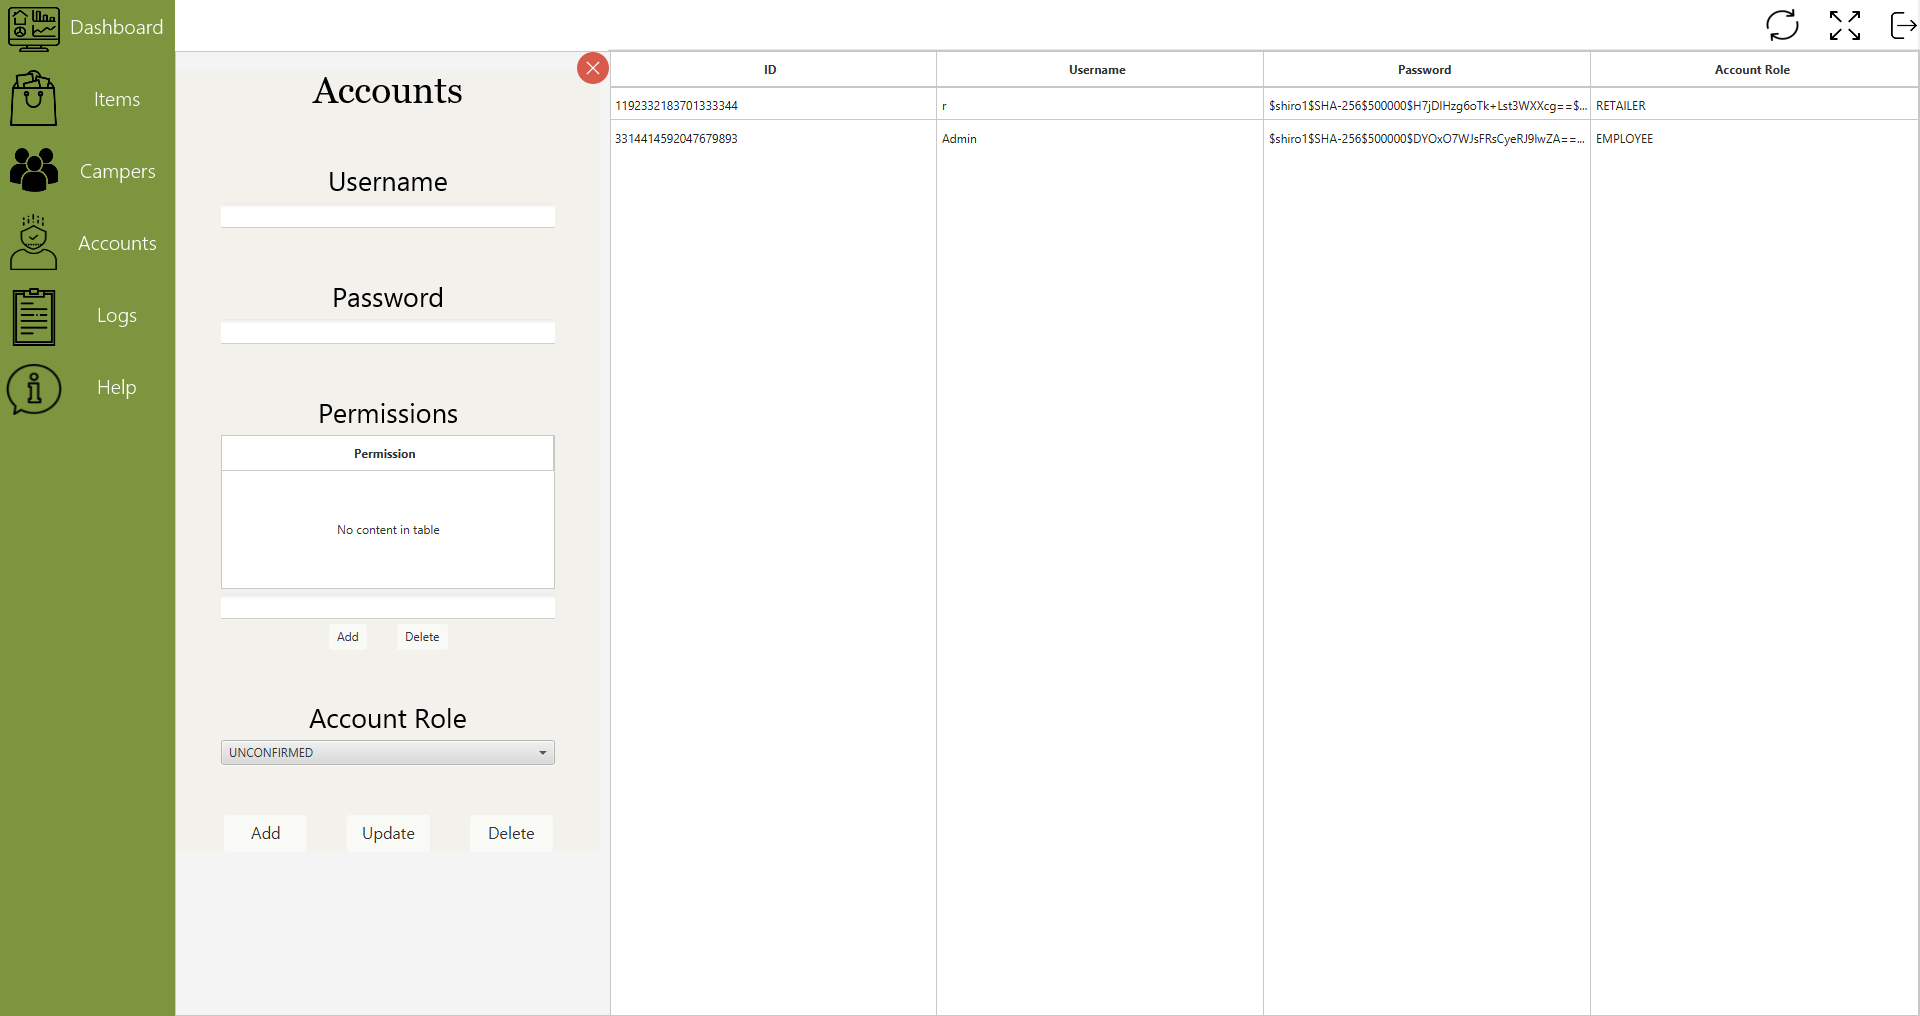 Dashboard
Items
Campers
Accounts
Logs
Help
Accounts
Username
Password
Permissions
Permission
No content in table
Add Delete
Account Role
UNCONFIRMED
Add Update Delete
ID Username Password Account Role
1192332183701333344 r $shiro1$SHA-256$500000$H7jDIHzg6oTk+Lst3WXXcg==$... RETAILER
3314414592047679893 Admin $shiro1$SHA-256$500000$DYOxO7WJsFRsCyeRJ9lwZA==... EMPLOYEE